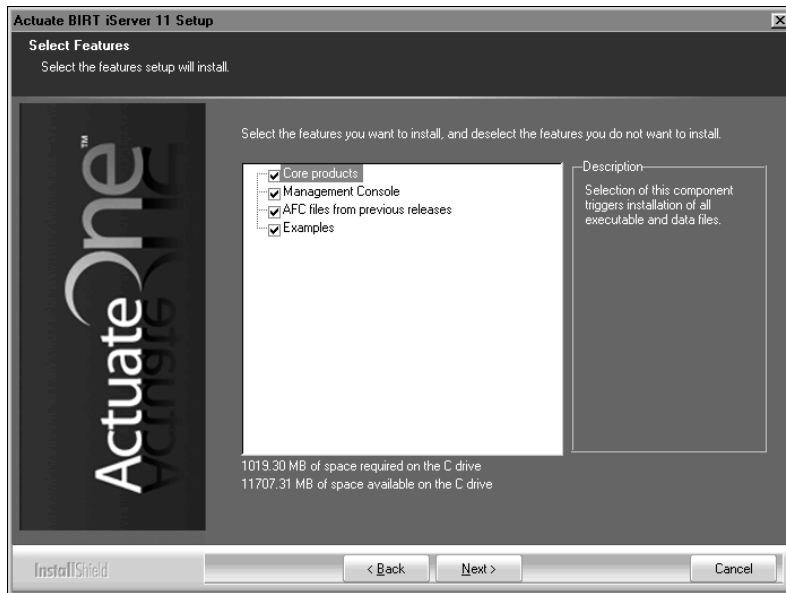 Actuate BIRT iServer 11 Setup
Select Features
Select the features setup will install.
ActuateOne™
Select the features you want to install, and deselect the features you do not want to install.
Core products
Management Console
AFC files from previous releases
Examples
Description
Selection of this component
triggers installation of all
executable and data files.
1019.30 MB of space required on the C drive
11707.31 MB of space available on the C drive
InstallShield
< Back
Next >
Cancel